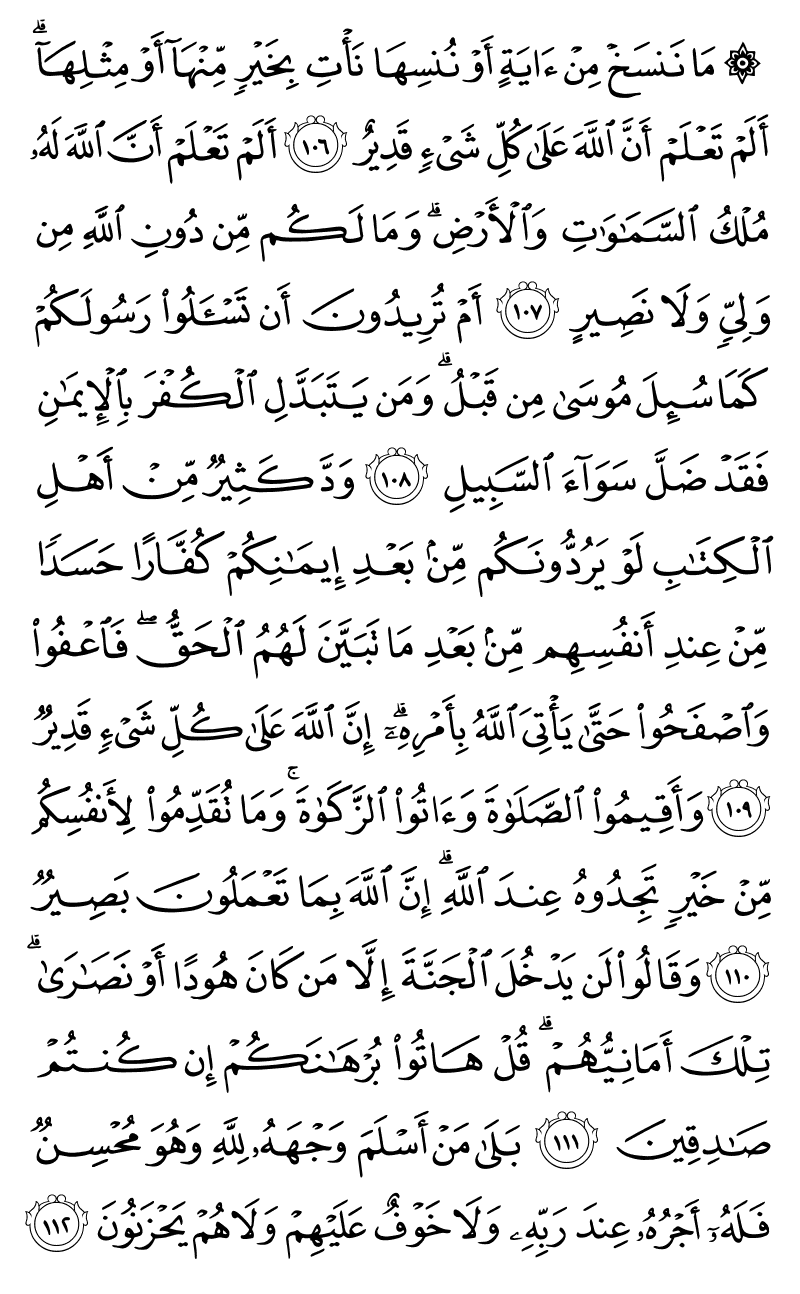 ۞ مَا نَنسَخۡ مِنۡ ءَايَةٍ أَوۡ نُنسِهَا نَأۡتِ بِخَيۡرٖ مِّنۡهَآ أَوۡ مِثۡلِهَآۗ
أَلَمۡ تَعۡلَمۡ أَنَّ ٱللَّهَ عَلَىٰ كُلِّ شَيۡءٖ قَدِيرٌ ١٠٦ أَلَمۡ تَعۡلَمۡ أَنَّ ٱللَّهَ لَهُۥ
مُلۡكُ ٱلسَّمَٰوَٰتِ وَٱلۡأَرۡضِۗ وَمَا لَكُم مِّن دُونِ ٱللَّهِ مِن
وَلِيّٖ وَلَا نَصِيرٍ ١٠٧ أَمۡ تُرِيدُونَ أَن تَسۡـَٔلُواْ رَسُولَكُمۡ
كَمَا سُئِلَ مُوسَىٰ مِن قَبۡلُۗ وَمَن يَتَبَدَّلِ ٱلۡكُفۡرَ بِٱلۡإِيمَٰنِ
فَقَدۡ ضَلَّ سَوَآءَ ٱلسَّبِيلِ ١٠٨ وَدَّ كَثِيرٞ مِّنۡ أَهۡلِ
ٱلۡكِتَٰبِ لَوۡ يَرُدُّونَكُم مِّنۢ بَعۡدِ إِيمَٰنِكُمۡ كُفَّارًا حَسَدٗا
مِّنۡ عِندِ أَنفُسِهِم مِّنۢ بَعۡدِ مَا تَبَيَّنَ لَهُمُ ٱلۡحَقُّۖ فَٱعۡفُواْ
وَٱصۡفَحُواْ حَتَّىٰ يَأۡتِيَ ٱللَّهُ بِأَمۡرِهِۦٓۗ إِنَّ ٱللَّهَ عَلَىٰ كُلِّ شَيۡءٖ قَدِيرٞ
١٠٩ وَأَقِيمُواْ ٱلصَّلَوٰةَ وَءَاتُواْ ٱلزَّكَوٰةَۚ وَمَا تُقَدِّمُواْ لِأَنفُسِكُم
مِّنۡ خَيۡرٖ تَجِدُوهُ عِندَ ٱللَّهِۗ إِنَّ ٱللَّهَ بِمَا تَعۡمَلُونَ بَصِيرٞ
١١٠ وَقَالُواْ لَن يَدۡخُلَ ٱلۡجَنَّةَ إِلَّا مَن كَانَ هُودًا أَوۡ نَصَٰرَىٰۗ
تِلۡكَ أَمَانِيُّهُمۡۗ قُلۡ هَاتُواْ بُرۡهَٰنَكُمۡ إِن كُنتُمۡ
صَٰدِقِينَ ١١١ بَلَىٰ مَنۡ أَسۡلَمَ وَجۡهَهُۥ لِلَّهِ وَهُوَ مُحۡسِنٞ
فَلَهُۥٓ أَجۡرُهُۥ عِندَ رَبِّهِۦ وَلَا خَوۡفٌ عَلَيۡهِمۡ وَلَا هُمۡ يَحۡزَنُونَ ١١٢